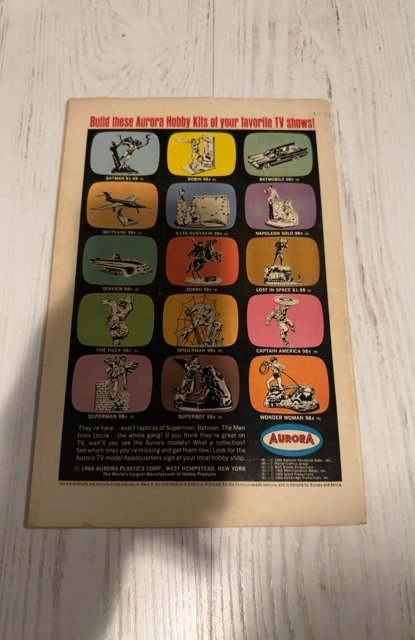 Build these Aurora Hobby Kits of your favorite TV shows!
BATMAN $1.49
ROBIN 98¢
BATMOBILE 98¢
BATPLANE 98¢
ILLYA KURYAKIN 98¢
NAPOLEON SOLO 98¢
SEAVIEW 98¢
ZORRO 98¢
LOST IN SPACE $1.98
THE HULK 98¢
SPIDERMAN 98¢
CAPTAIN AMERICA 98¢
SUPERMAN 98¢
SUPERBOY 98¢
WONDER WOMAN 98¢
They're here...exact replicas of Superman, Batman, The Men
from Uncle...the whole gang! If you think they're great on
TV, wait'll you see the Aurora models! What a collection!
See which ones you're missing and get them now! Look for the
Aurora TV model headquarters sign at your local hobby shop.
© 1966 AURORA PLASTICS CORP., WEST HEMPSTEAD, NEW YORK
The World's Largest Manufacturer of Hobby Products
AURORA